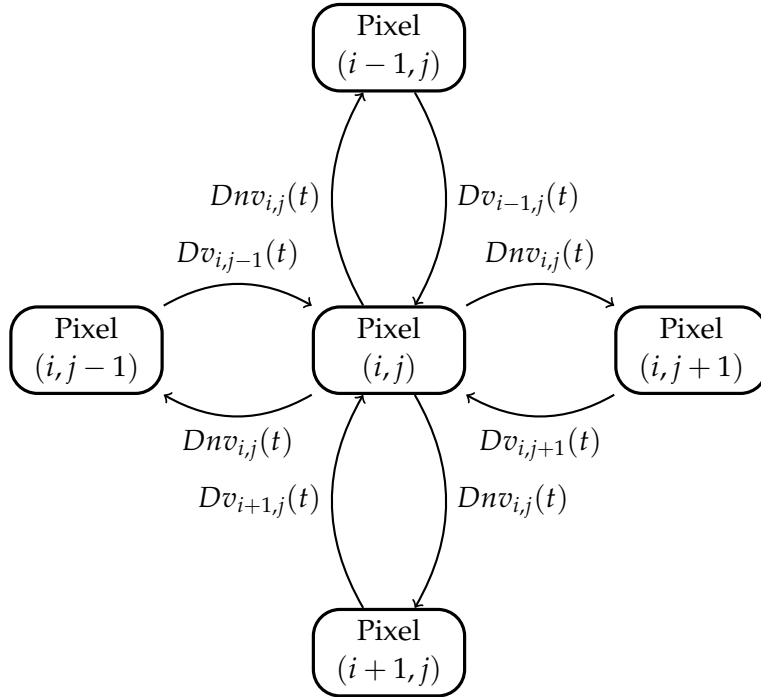 Pixel
(i − 1, j)
Dnv_{i,j}(t)
Dv_{i−1,j}(t)
Dv_{i,j−1}(t)
Dnv_{i,j}(t)
Pixel
(i, j − 1)
Pixel
(i, j)
Pixel
(i, j + 1)
Dnv_{i,j}(t)
Dv_{i,j+1}(t)
Dv_{i+1,j}(t)
Dnv_{i,j}(t)
Pixel
(i + 1, j)